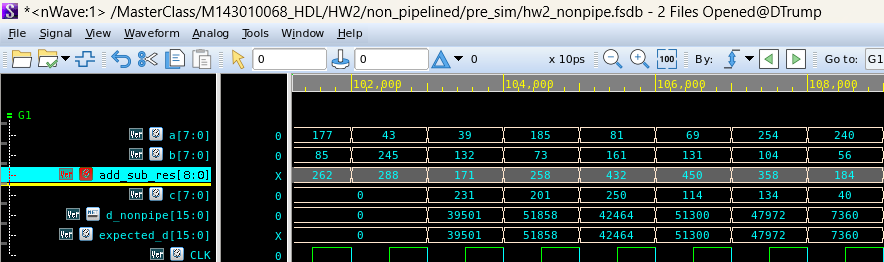 *<nWave:1> /MasterClass/M143010068_HDL/HW2/non_pipelined/pre_sim/hw2_nonpipe.fsdb - 2 Files Opened@DTrump
File Signal View Waveform Analog Tools Window Help
0 0 0 x 10ps 100 By: Go to: G1
102,000 104,000 106,000 108,000
G1
a[7:0] 0 177 43 39 185 81 69 254 240
b[7:0] 0 85 245 132 73 161 131 104 56
add_sub_res[8:0] X 262 288 171 258 432 450 358 184
c[7:0] 0 0 231 201 250 114 134 40
d_nonpipe[15:0] 0 0 39501 51858 42464 51300 47972 7360
expected_d[15:0] X 0 39501 51858 42464 51300 47972 7360
CLK 0